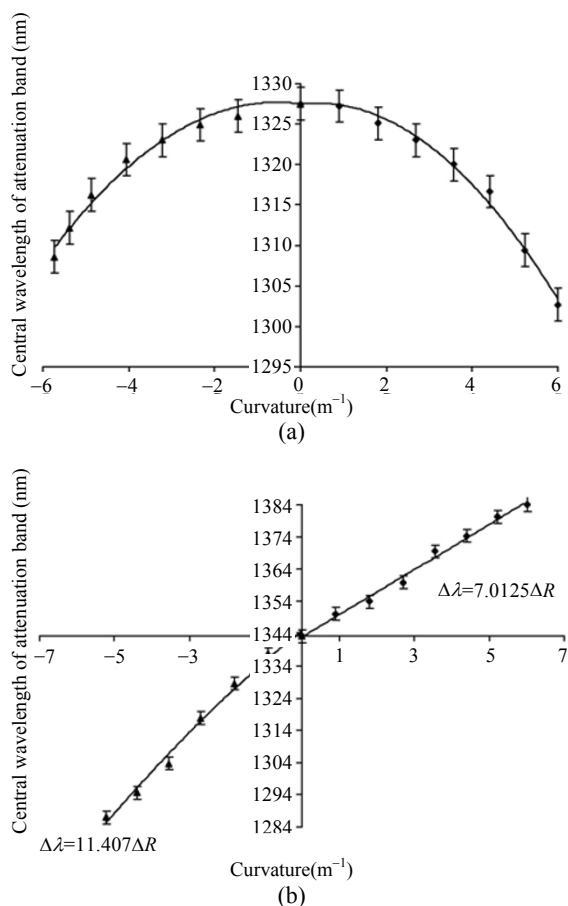 Central wavelength of attenuation band (nm)
1330
1325
1320
1315
1310
1305
1300
1295
−6 −4 −2 0 2 4 6
Curvature(m−1)
(a)
Central wavelength of attenuation band (nm)
1384
1374
1364
1354
1344
1334
1324
1314
1304
1294
1284
−7 −5 −3 1 3 5 7
Δλ=7.0125ΔR
Δλ=11.407ΔR
Curvature(m−1)
(b)